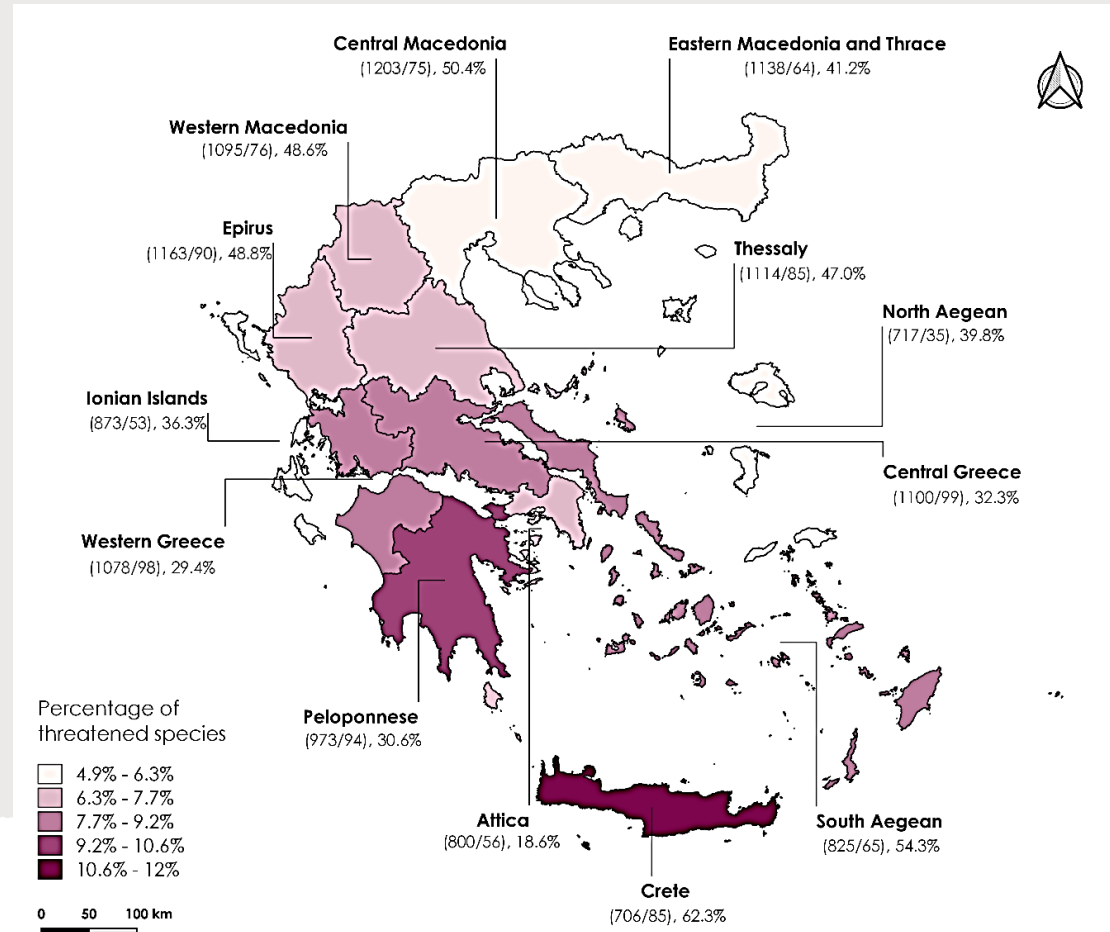 Central Macedonia
(1203/75), 50.4%
Eastern Macedonia and Thrace
(1138/64), 41.2%
Western Macedonia
(1095/76), 48.6%
Epirus
(1163/90), 48.8%
Thessaly
(1114/85), 47.0%
North Aegean
(717/35), 39.8%
Ionian Islands
(873/53), 36.3%
Central Greece
(1100/99), 32.3%
Western Greece
(1078/98), 29.4%
Peloponnese
(973/94), 30.6%
Attica
(800/56), 18.6%
South Aegean
(825/65), 54.3%
Crete
(706/85), 62.3%
Percentage of
threatened species
4.9% - 6.3%
6.3% - 7.7%
7.7% - 9.2%
9.2% - 10.6%
10.6% - 12%
0 50 100 km